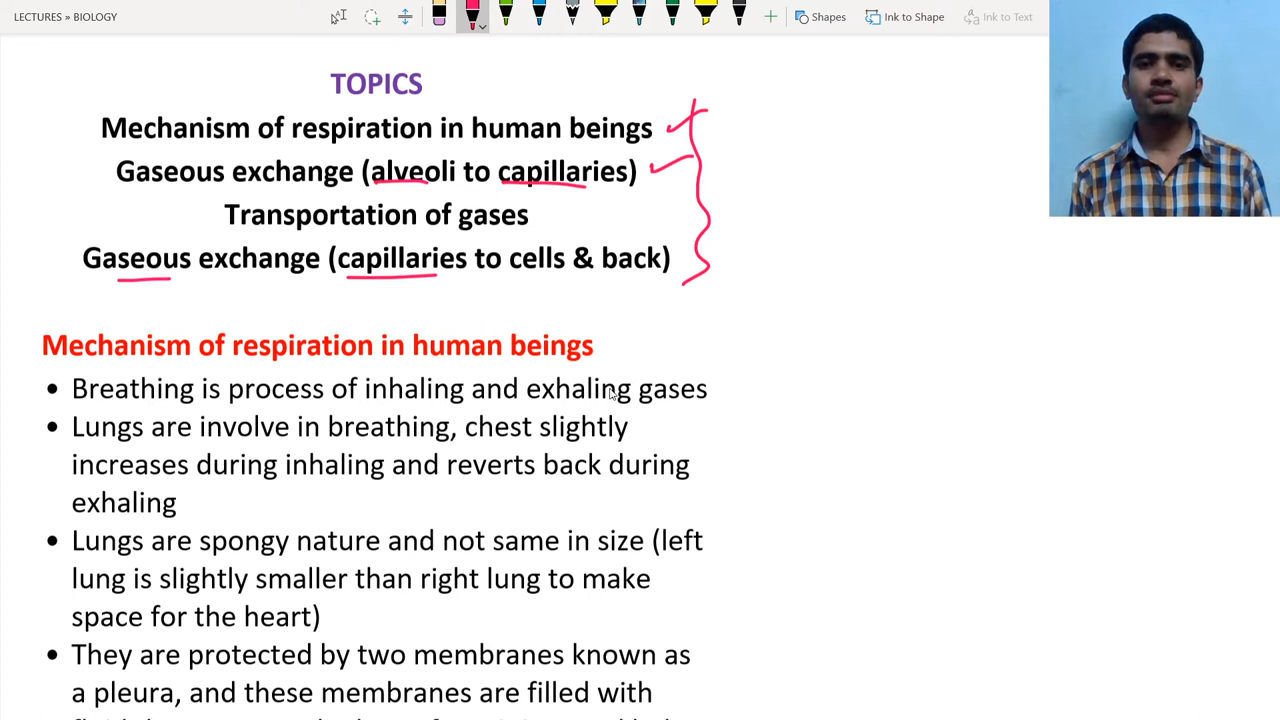 LECTURES » BIOLOGY
Shapes
Ink to Shape
Ink to Text
TOPICS
Mechanism of respiration in human beings
Gaseous exchange (alveoli to capillaries)
Transportation of gases
Gaseous exchange (capillaries to cells & back)
Mechanism of respiration in human beings
• Breathing is process of inhaling and exhaling gases
• Lungs are involve in breathing, chest slightly
increases during inhaling and reverts back during
exhaling
• Lungs are spongy nature and not same in size (left
lung is slightly smaller than right lung to make
space for the heart)
• They are protected by two membranes known as
a pleura, and these membranes are filled with